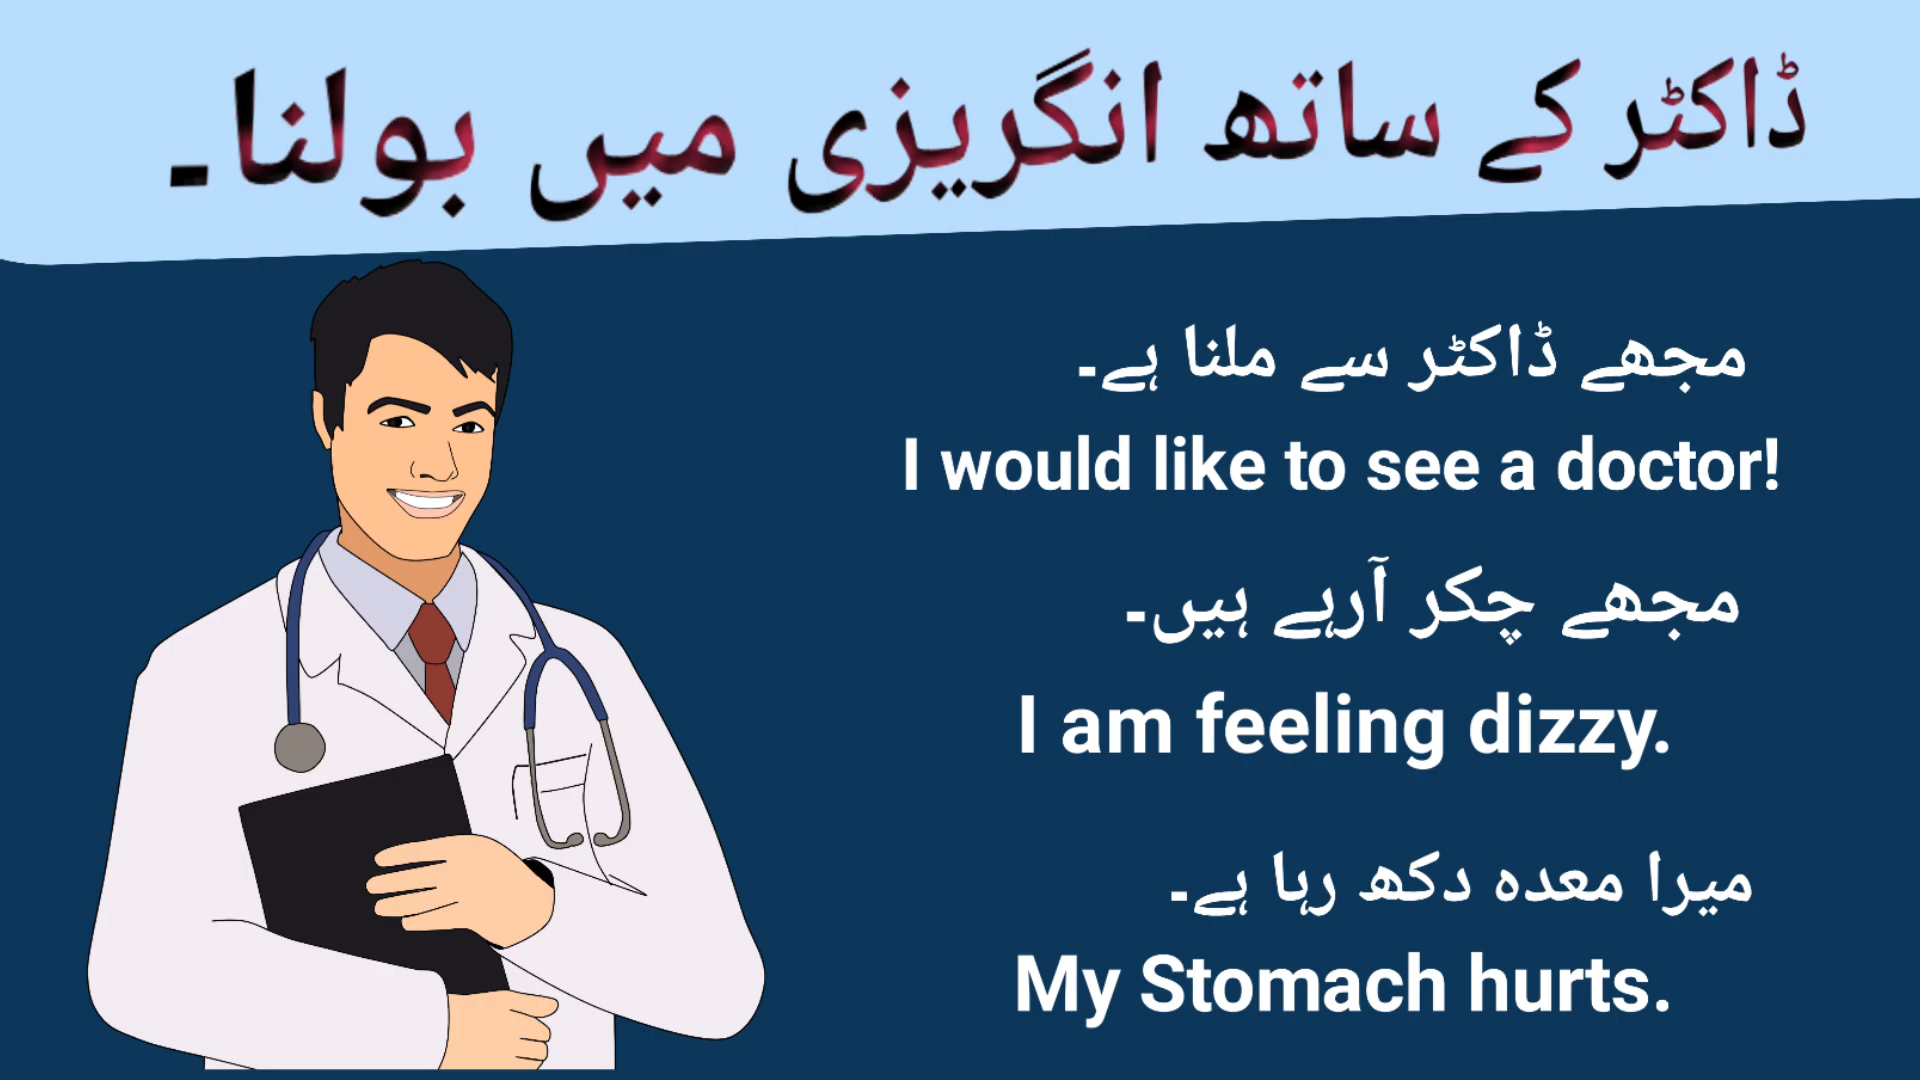 ڈاکٹر کے ساتھ انگریزی میں بولنا۔
مجھے ڈاکٹر سے ملنا ہے۔
I would like to see a doctor!
مجھے چکر آرہے ہیں۔
I am feeling dizzy.
میرا معدہ دکھ رہا ہے۔
My Stomach hurts.